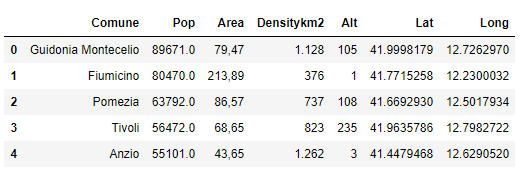 Comune Pop Area Densitykm2 Alt Lat Long
0 Guidonia Montecelio 89671.0 79,47 1.128 105 41.9998179 12.7262970
1 Fiumicino 80470.0 213,89 376 1 41.7715258 12.2300032
2 Pomezia 63792.0 86,57 737 108 41.6692930 12.5017934
3 Tivoli 56472.0 68,65 823 235 41.9635786 12.7982722
4 Anzio 55101.0 43,65 1.262 3 41.4479468 12.6290520